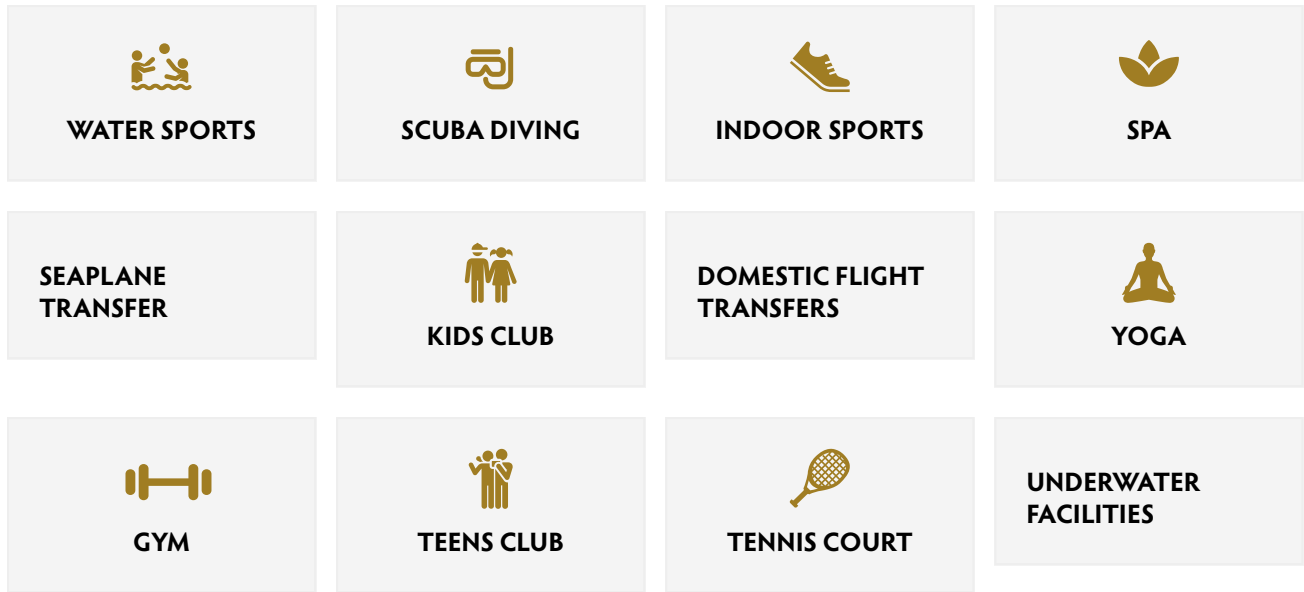 WATER SPORTS
SCUBA DIVING
INDOOR SPORTS
SPA
SEAPLANE
TRANSFER
KIDS CLUB
DOMESTIC FLIGHT
TRANSFERS
YOGA
GYM
TEENS CLUB
TENNIS COURT
UNDERWATER
FACILITIES